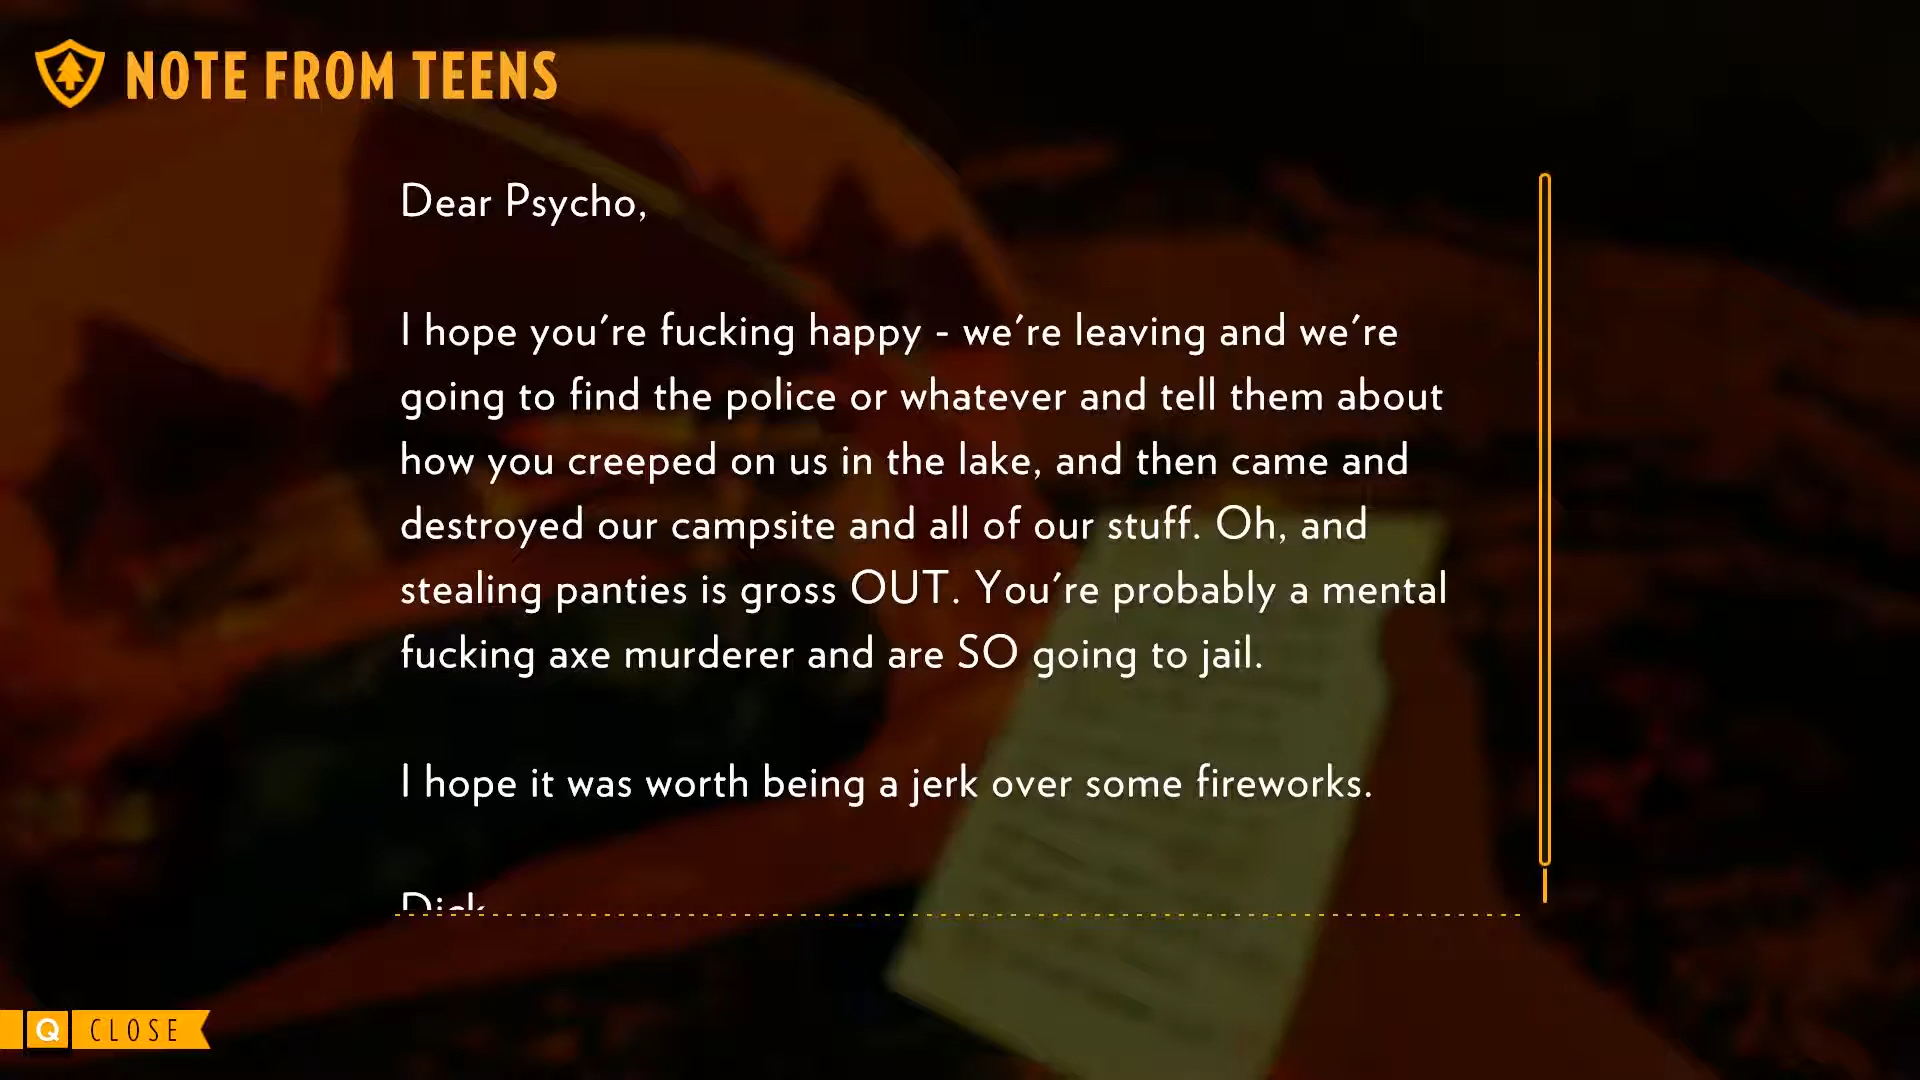 NOTE FROM TEENS
Dear Psycho,
I hope you're fucking happy - we're leaving and we're
going to find the police or whatever and tell them about
how you creeped on us in the lake, and then came and
destroyed our campsite and all of our stuff. Oh, and
stealing panties is gross OUT. You're probably a mental
fucking axe murderer and are SO going to jail.
I hope it was worth being a jerk over some fireworks.
Q CLOSE